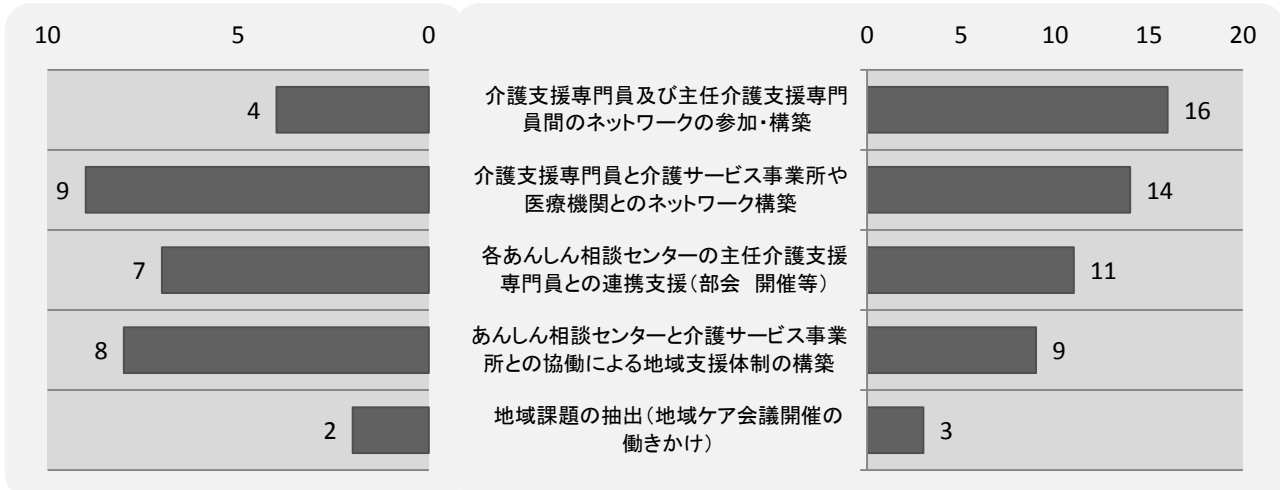 10 5 0 0 5 10 15 20
4 介護支援専門員及び主任介護支援専門 16
員間のネットワークの参加・構築
9 介護支援専門員と介護サービス事業所や 14
医療機関とのネットワーク構築
7 各あんしん相談センターの主任介護支援 11
専門員との連携支援（部会　開催等）
8 あんしん相談センターと介護サービス事業 9
所との協働による地域支援体制の構築
2 地域課題の抽出（地域ケア会議開催の 3
働きかけ）